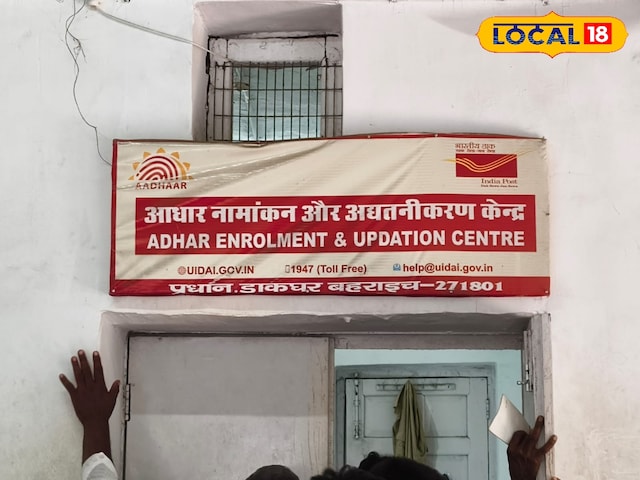 LOCAL 18
AADHAAR
भारतीय डाक
India Post
आधार नामांकन और अद्यतनीकरण केन्द्र
ADHAR ENROLMENT & UPDATION CENTRE
UIDAI.GOV.IN 1947 (Toll Free) help@uidai.gov.in
प्रधान डाकघर बहराइच-271801